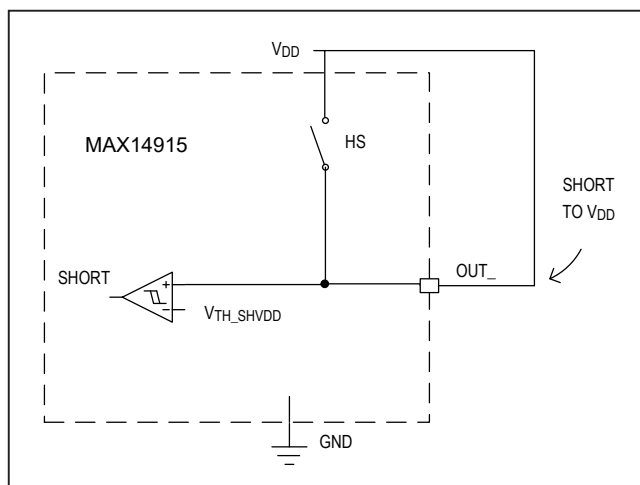 VDD
MAX14915
HS
SHORT
TO VDD
SHORT
OUT_
+
VTH_SHVDD
−
GND